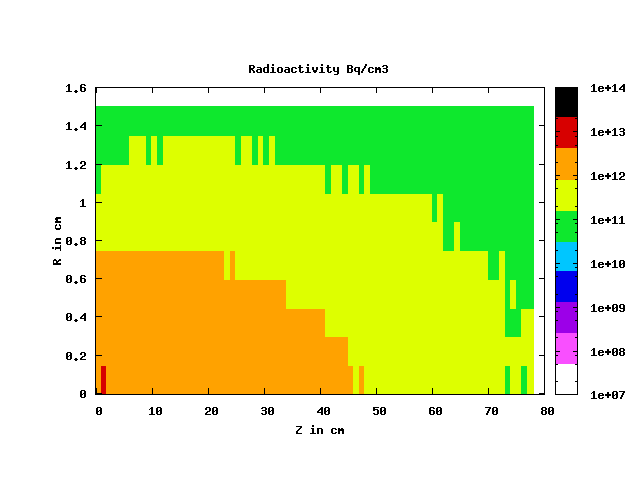 Radioactivity Bq/cm3
1.6
1.4
1.2
1
0.8
0.6
0.4
0.2
0
R in cm
0 10 20 30 40 50 60 70 80
Z in cm
1e+14
1e+13
1e+12
1e+11
1e+10
1e+09
1e+08
1e+07